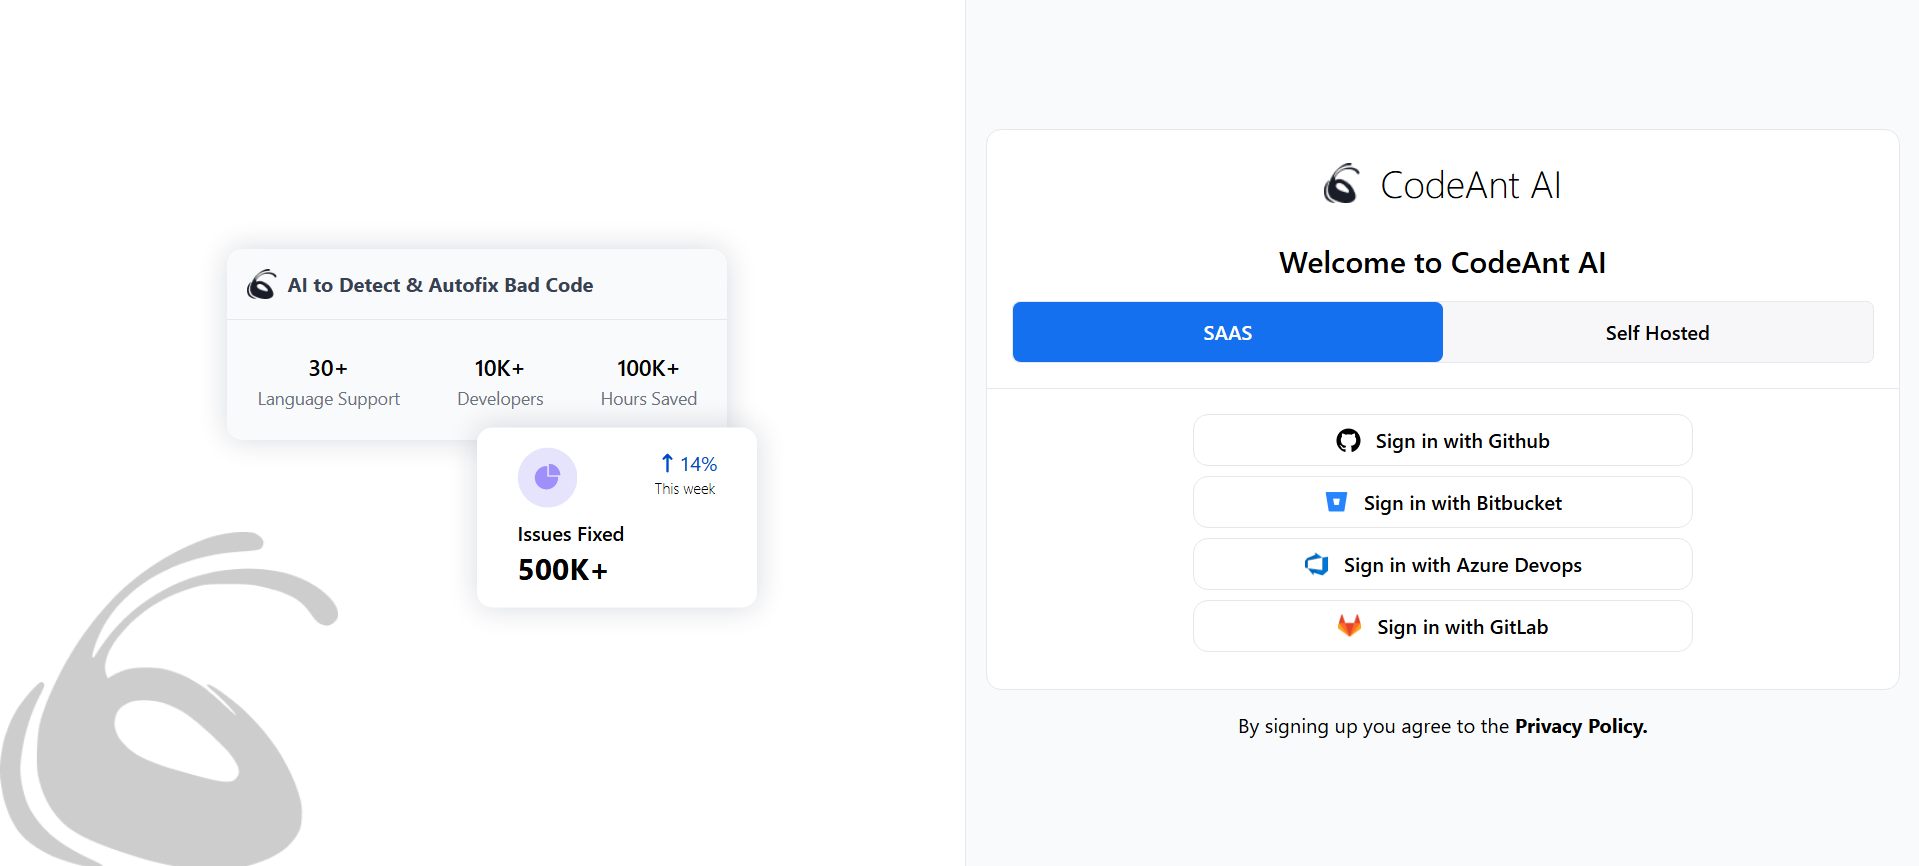 AI to Detect & Autofix Bad Code
30+
Language Support
10K+
Developers
100K+
Hours Saved
↑ 14%
This week
Issues Fixed
500K+
CodeAnt AI
Welcome to CodeAnt AI
SAAS
Self Hosted
Sign in with Github
Sign in with Bitbucket
Sign in with Azure Devops
Sign in with GitLab
By signing up you agree to the Privacy Policy.